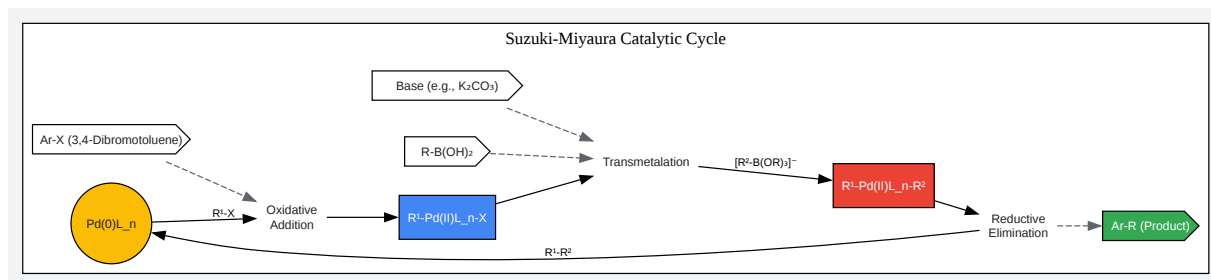 Suzuki-Miyaura Catalytic Cycle
Base (e.g., K₂CO₃)
Ar-X (3,4-Dibromotoluene)
R-B(OH)₂
Transmetalation
[R²-B(OR)₃]⁻
R¹-Pd(II)L_n-R²
Pd(0)L_n
R¹-X
Oxidative
Addition
R¹-Pd(II)L_n-X
Reductive
Elimination
Ar-R (Product)
R¹-R²